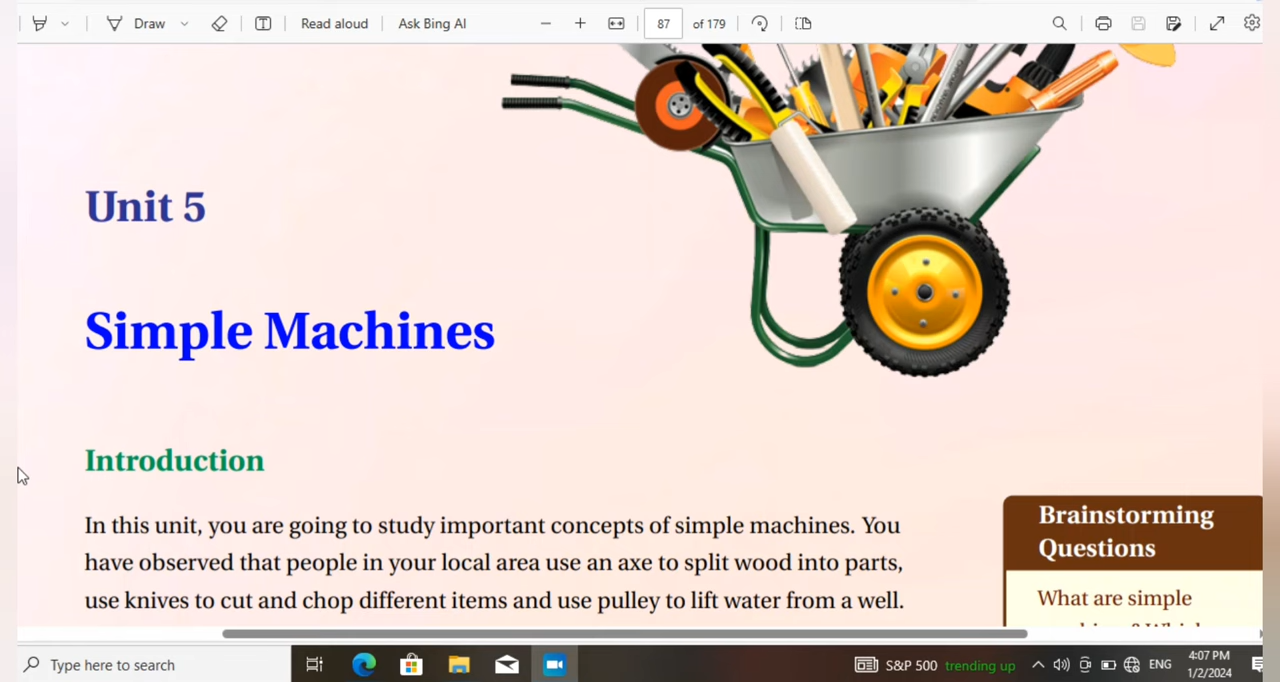 Draw
Read aloud
Ask Bing AI
87
of 179
Unit 5
Simple Machines
Introduction
In this unit, you are going to study important concepts of simple machines. You
have observed that people in your local area use an axe to split wood into parts,
use knives to cut and chop different items and use pulley to lift water from a well.
Brainstorming
Questions
What are simple
Type here to search
S&P 500 trending up
ENG
4:07 PM
1/2/2024